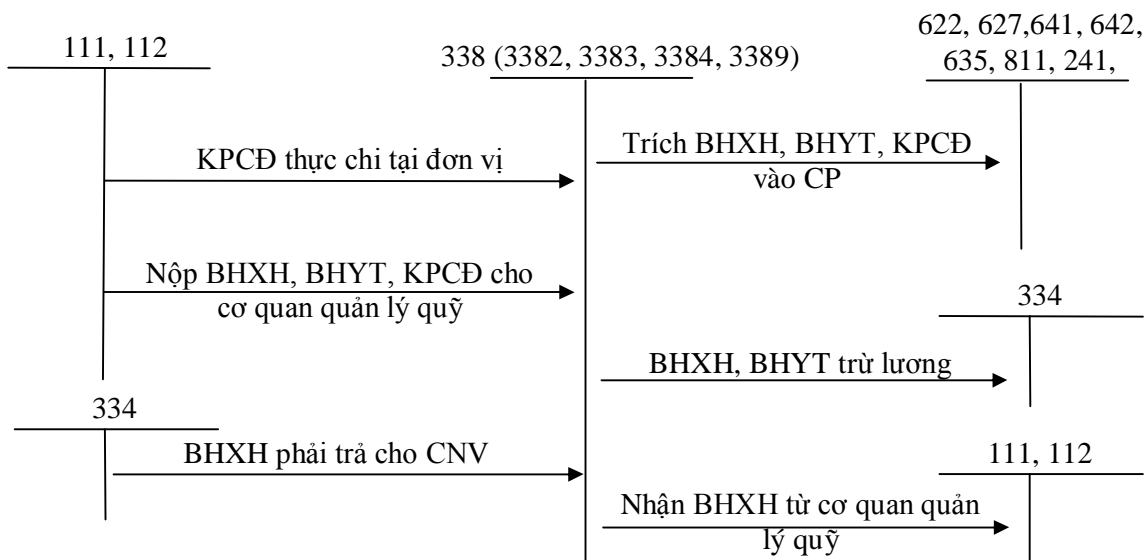 622, 627,641, 642,
111, 112
338 (3382, 3383, 3384, 3389)
635, 811, 241,
KPCĐ thực chi tại đơn vị
Trích BHXH, BHYT, KPCĐ
vào CP
Nộp BHXH, BHYT, KPCĐ cho
cơ quan quản lý quỹ
334
BHXH, BHYT trừ lương
334
BHXH phải trả cho CNV
111, 112
Nhận BHXH từ cơ quan quản
lý quỹ